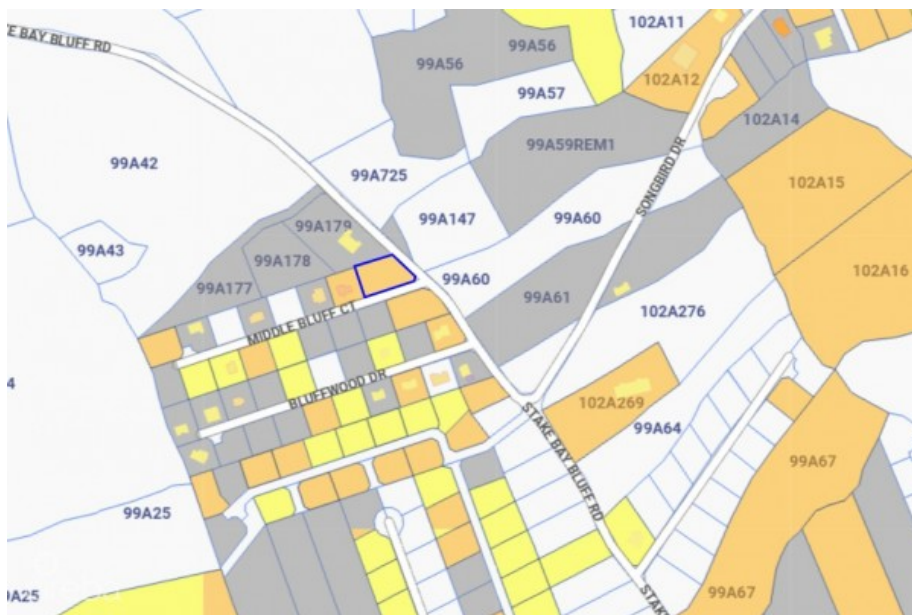 STAKE BAY BLUFF RD
99A56
99A56
102A11
102A12
99A57
99A59REM1
102A14
SONGBIRD DR
99A42
99A725
102A15
99A147
99A60
99A179
99A43
99A178
99A60
102A16
99A177
99A61
102A276
MIDDLE BLUFF CT
BLUFFWOOD DR
102A269
STAKE BAY BLUFF RD
99A64
99A67
99A25
99A67